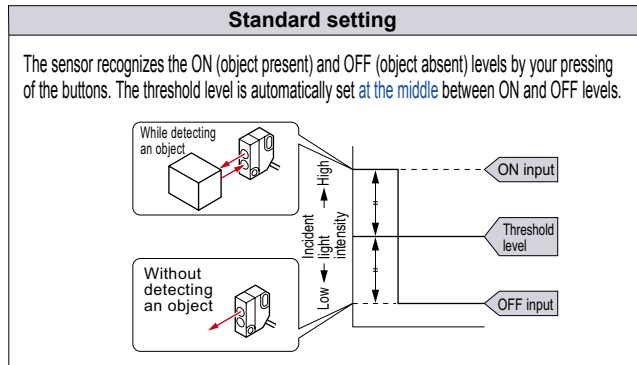 Standard setting
The sensor recognizes the ON (object present) and OFF (object absent) levels by your pressing
of the buttons. The threshold level is automatically set at the middle between ON and OFF levels.
While detecting
an object
Without
detecting
an object
Incident
light
intensity
Low
High
ON input
Threshold
level
OFF input